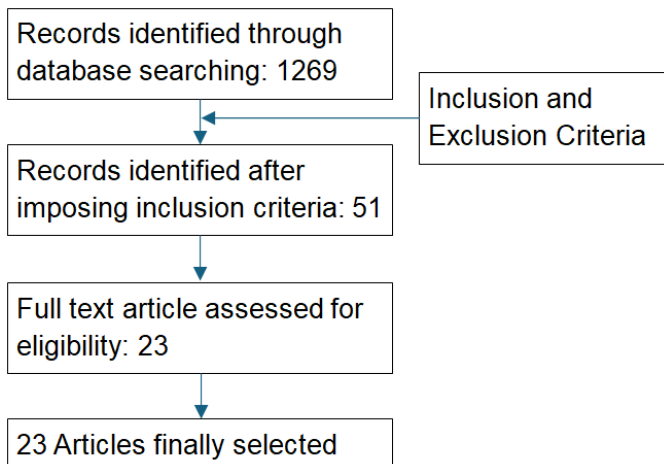 Records identified through
database searching: 1269
Inclusion and
Exclusion Criteria
Records identified after
imposing inclusion criteria: 51
Full text article assessed for
eligibility: 23
23 Articles finally selected